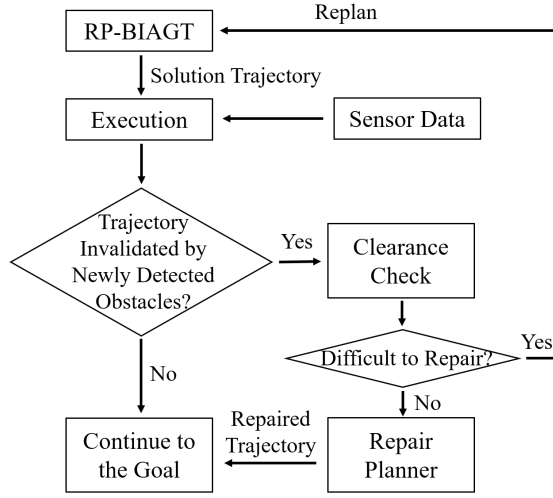 Replan
RP-BIAGT
Solution Trajectory
Execution
Sensor Data
Trajectory
Invalidated by
Newly Detected
Obstacles?
Yes
Clearance
Check
Difficult to Repair?
Yes
No
No
Repaired
Trajectory
Continue to
the Goal
Repair
Planner